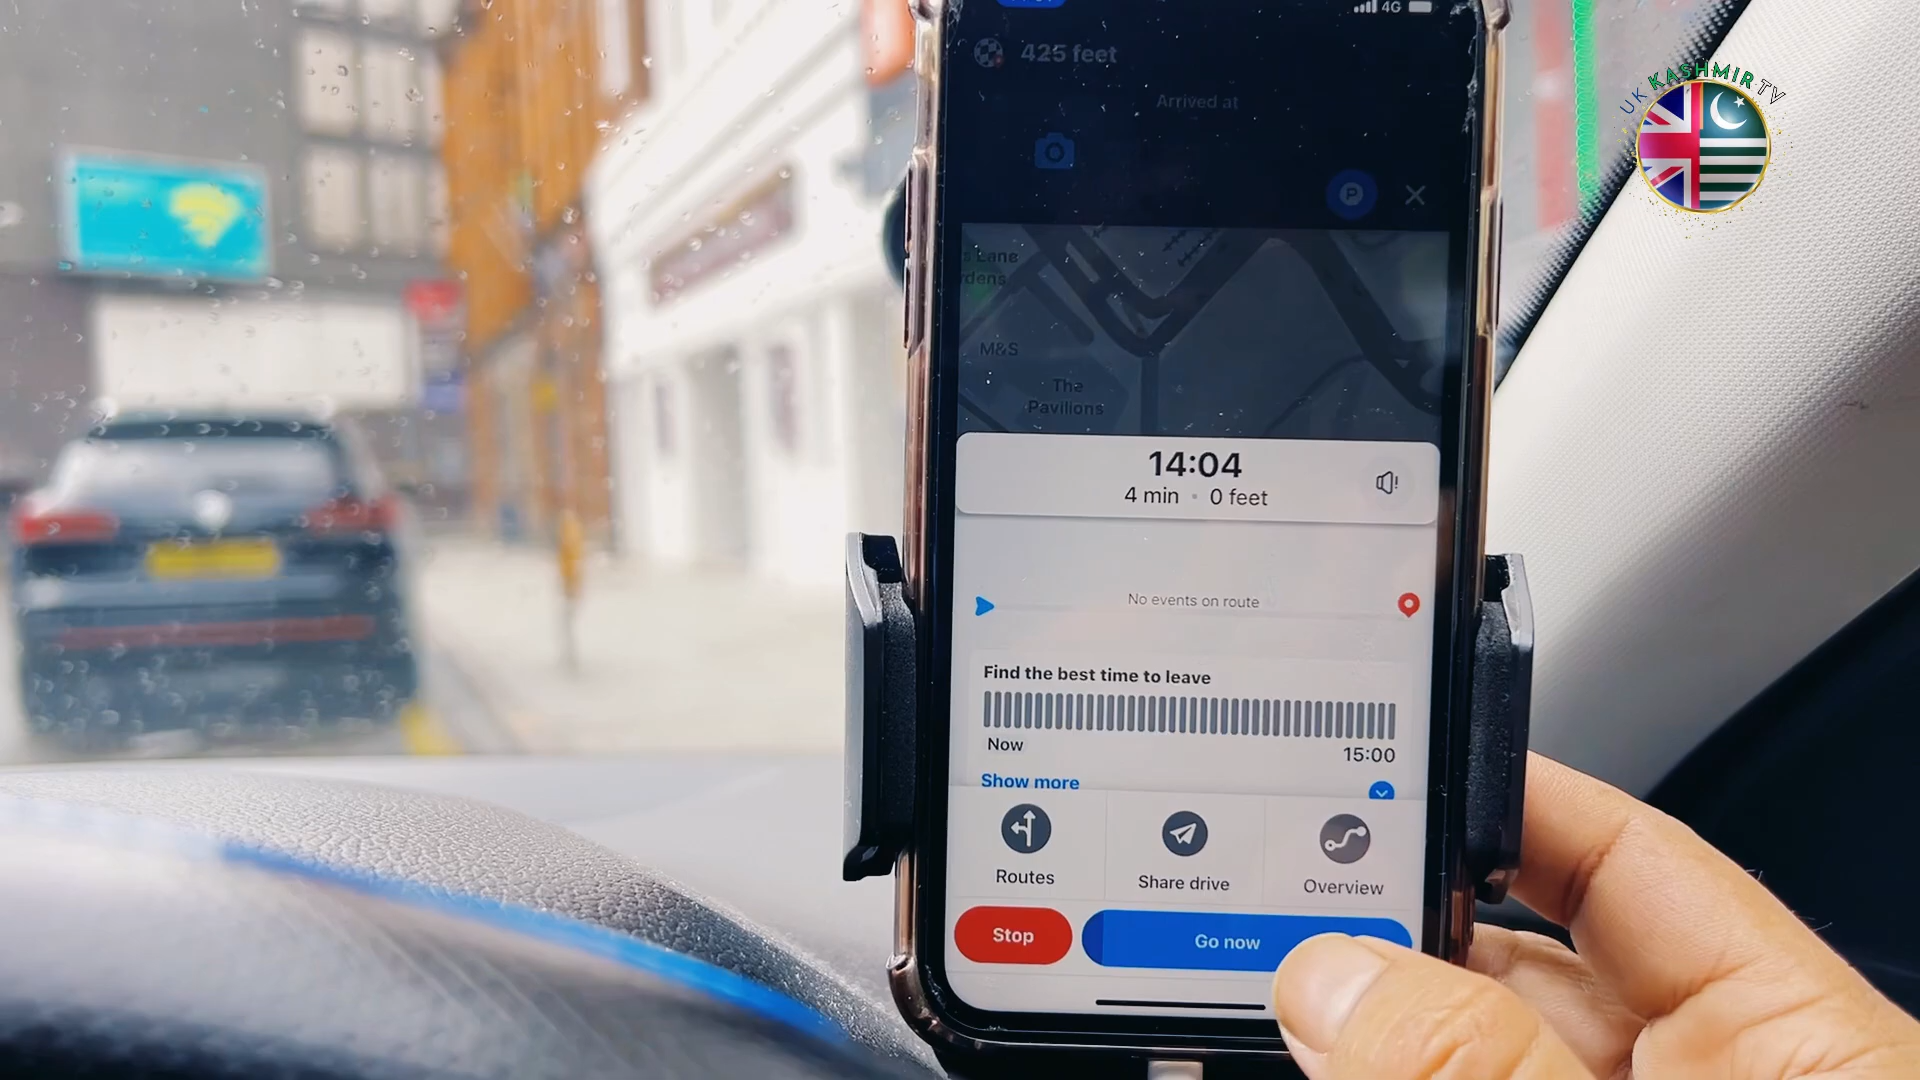 UK KASHMIR TV
4G
425 feet
Arrived at
P
s Lane
rdens
M&S
The
Pavilions
14:04
4 min • 0 feet
No events on route
Find the best time to leave
Now
15:00
Show more
Routes
Share drive
Overview
Stop
Go now